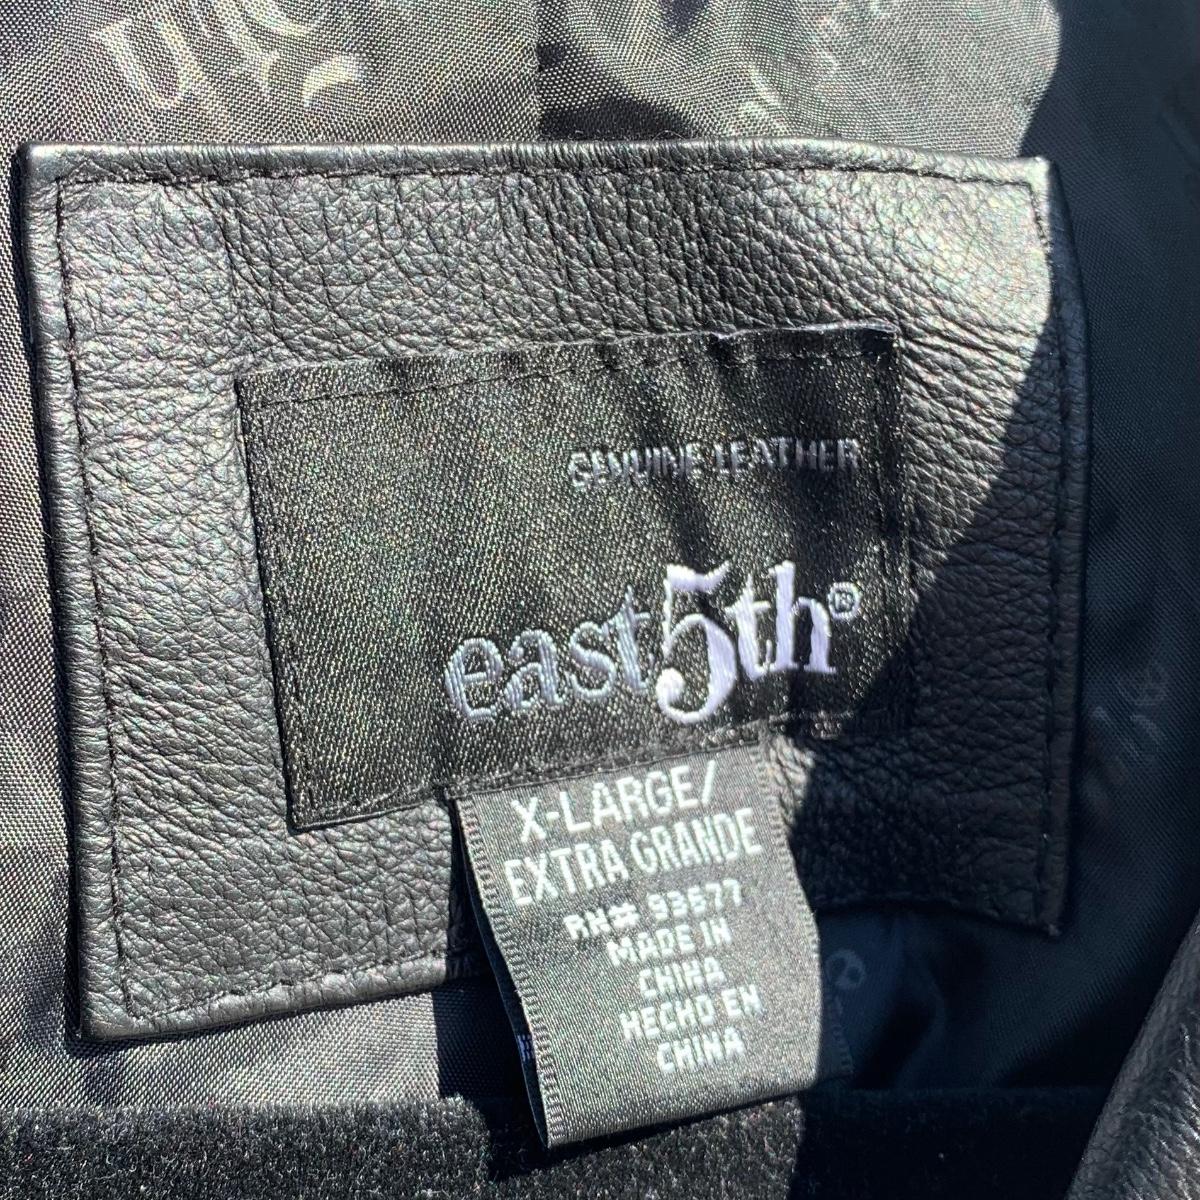 GENUINE LEATHER
east5th®
X-LARGE/
EXTRA GRANDE
RN# 93677
MADE IN
CHINA
HECHO EN
CHINA